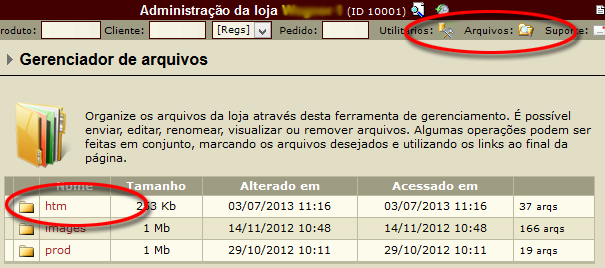 Administração da loja (ID 10001)
roduto: Cliente: [Regs] Pedido: Utilitários: Arquivos: Suporte:
Gerenciador de arquivos
Organize os arquivos da loja através desta ferramenta de gerenciamento. É possível
enviar, editar, renomear, visualizar ou remover arquivos. Algumas operações podem ser
feitas em conjunto, marcando os arquivos desejados e utilizando os links ao final da
página.
Nome Tamanho Alterado em Acessado em
htm 253 Kb 03/07/2013 11:16 03/07/2013 11:16 37 arqs
images 1 Mb 14/11/2012 10:48 14/11/2012 10:48 166 arqs
prod 1 Mb 29/10/2012 10:11 29/10/2012 10:11 19 arqs